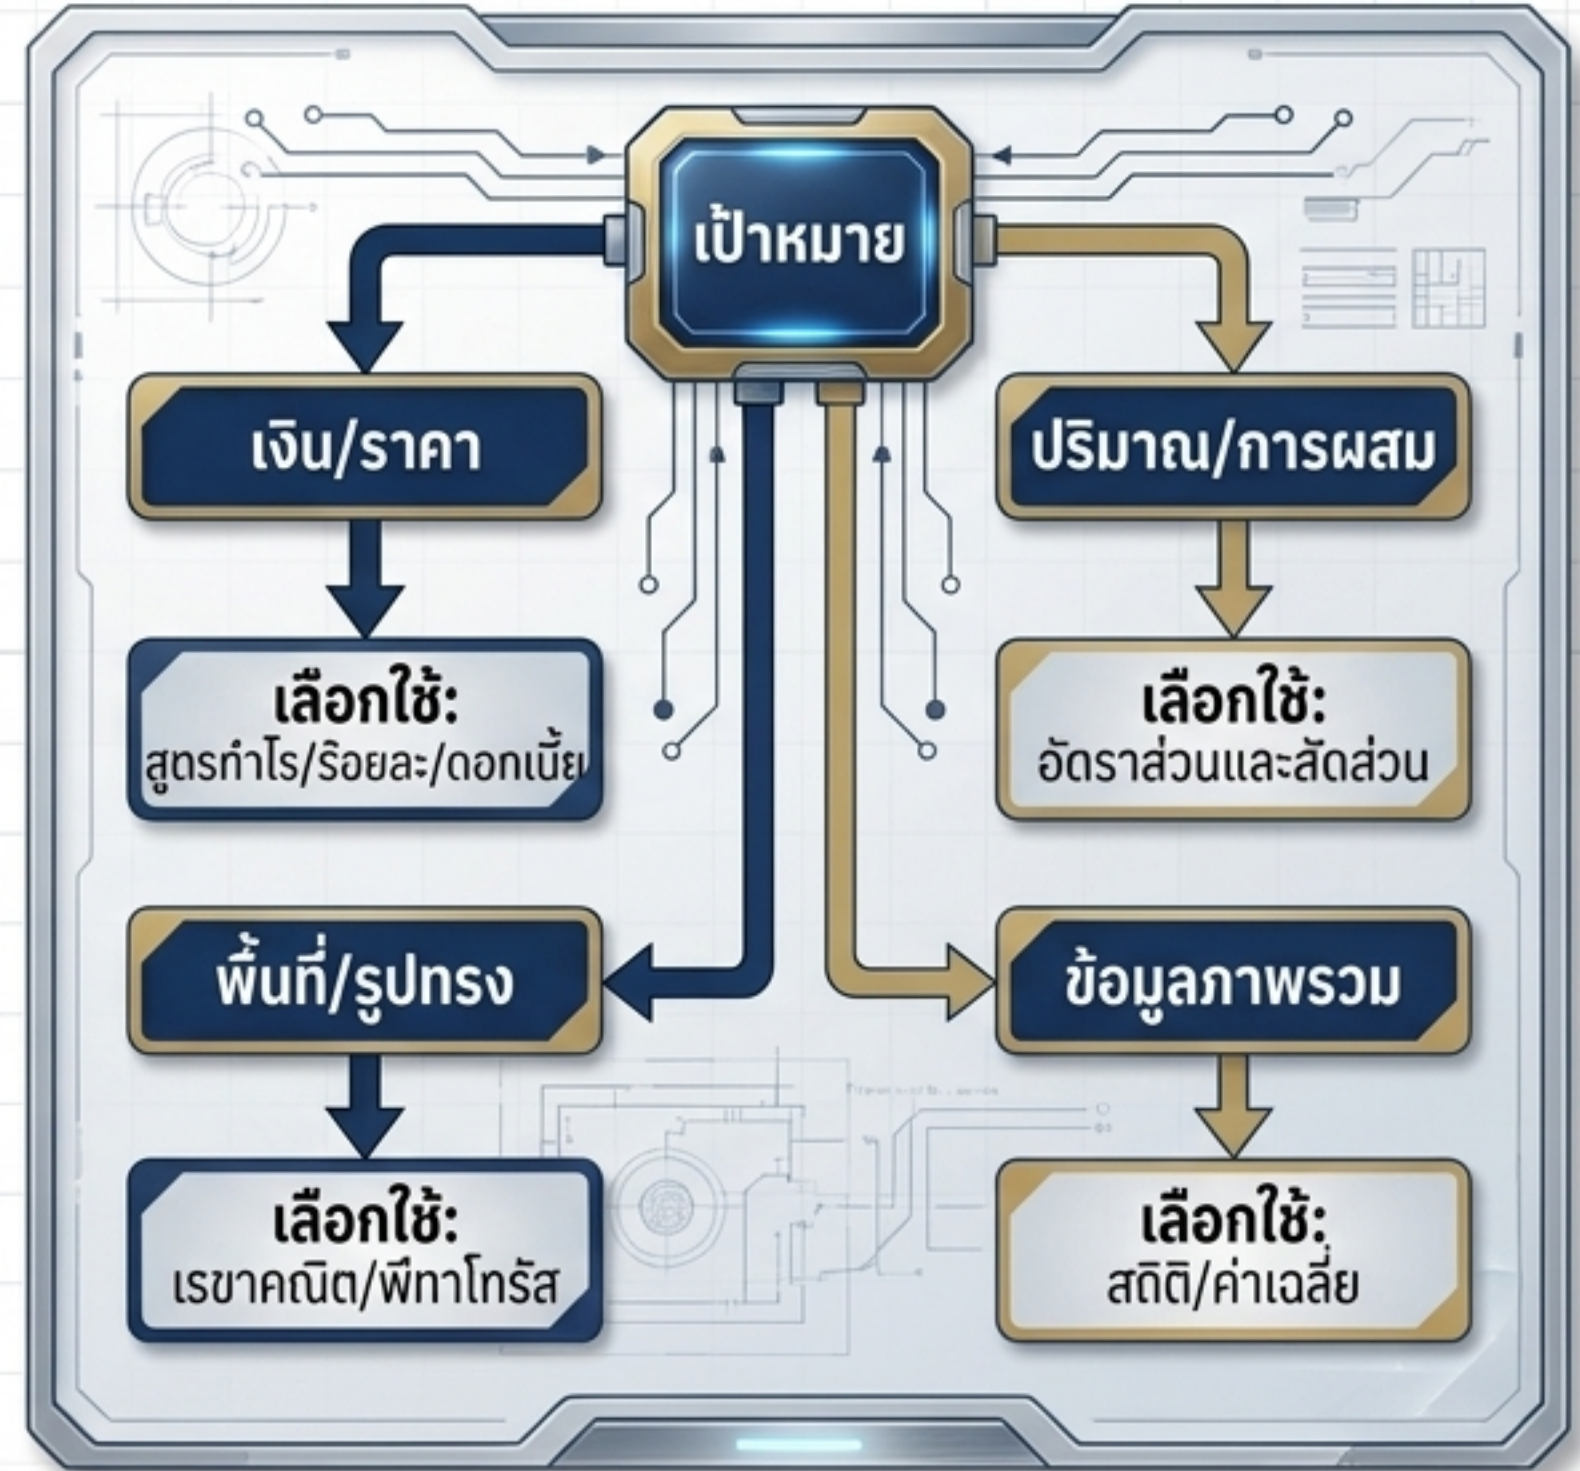 เป้าหมาย
เงิน/ราคา
ปริมาณ/การผสม
เลือกใช้:
สูตรกำไร/ร้อยละ/ดอกเบี้ย
เลือกใช้:
อัตราส่วนและสัดส่วน
พื้นที่/รูปทรง
ข้อมูลภาพรวม
เลือกใช้:
เรขาคณิต/พีทาโทรัส
เลือกใช้:
สถิติ/ค่าเฉลี่ย